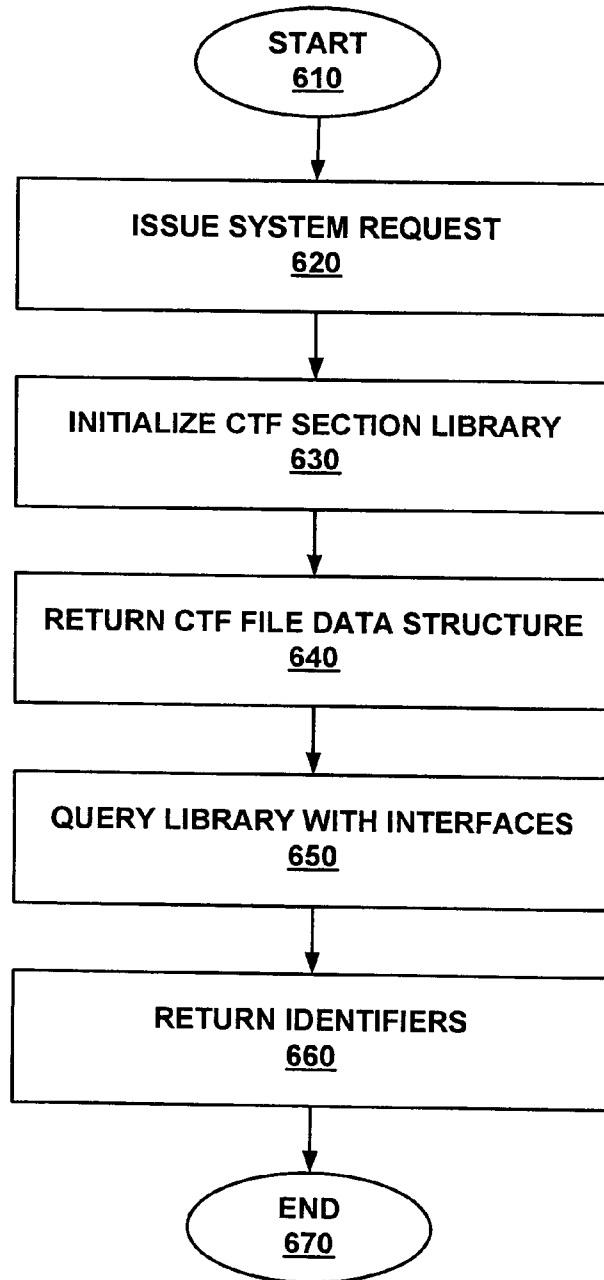 START
610
ISSUE SYSTEM REQUEST
620
INITIALIZE CTF SECTION LIBRARY
630
RETURN CTF FILE DATA STRUCTURE
640
QUERY LIBRARY WITH INTERFACES
650
RETURN IDENTIFIERS
660
END
670